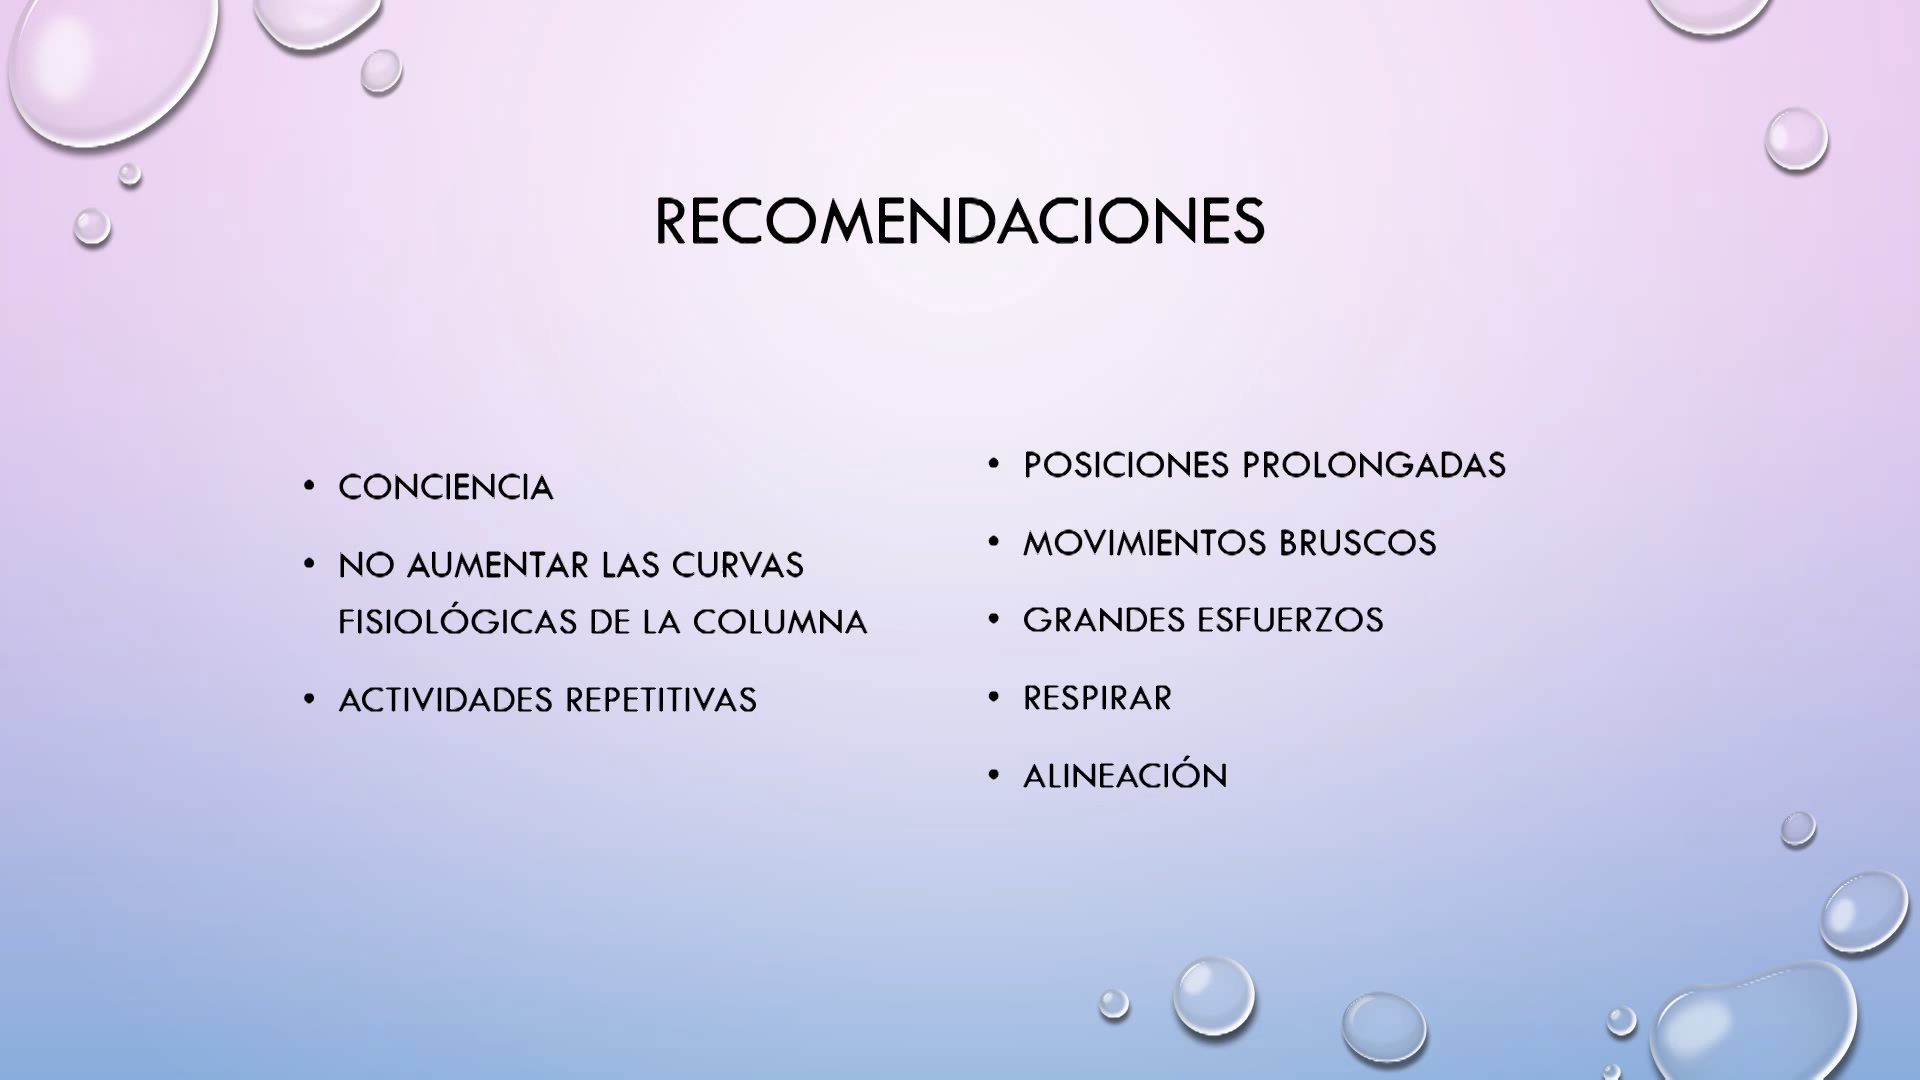 RECOMENDACIONES
• CONCIENCIA
• NO AUMENTAR LAS CURVAS
FISIOLÓGICAS DE LA COLUMNA
• ACTIVIDADES REPETITIVAS
• POSICIONES PROLONGADAS
• MOVIMIENTOS BRUSCOS
• GRANDES ESFUERZOS
• RESPIRAR
• ALINEACIÓN